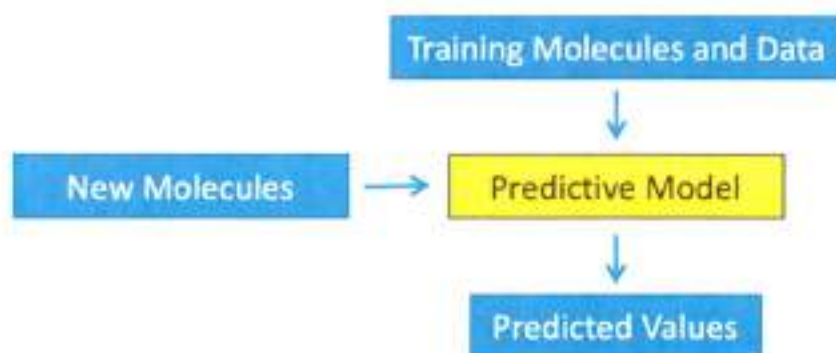 Training Molecules and Data
New Molecules
Predictive Model
Predicted Values